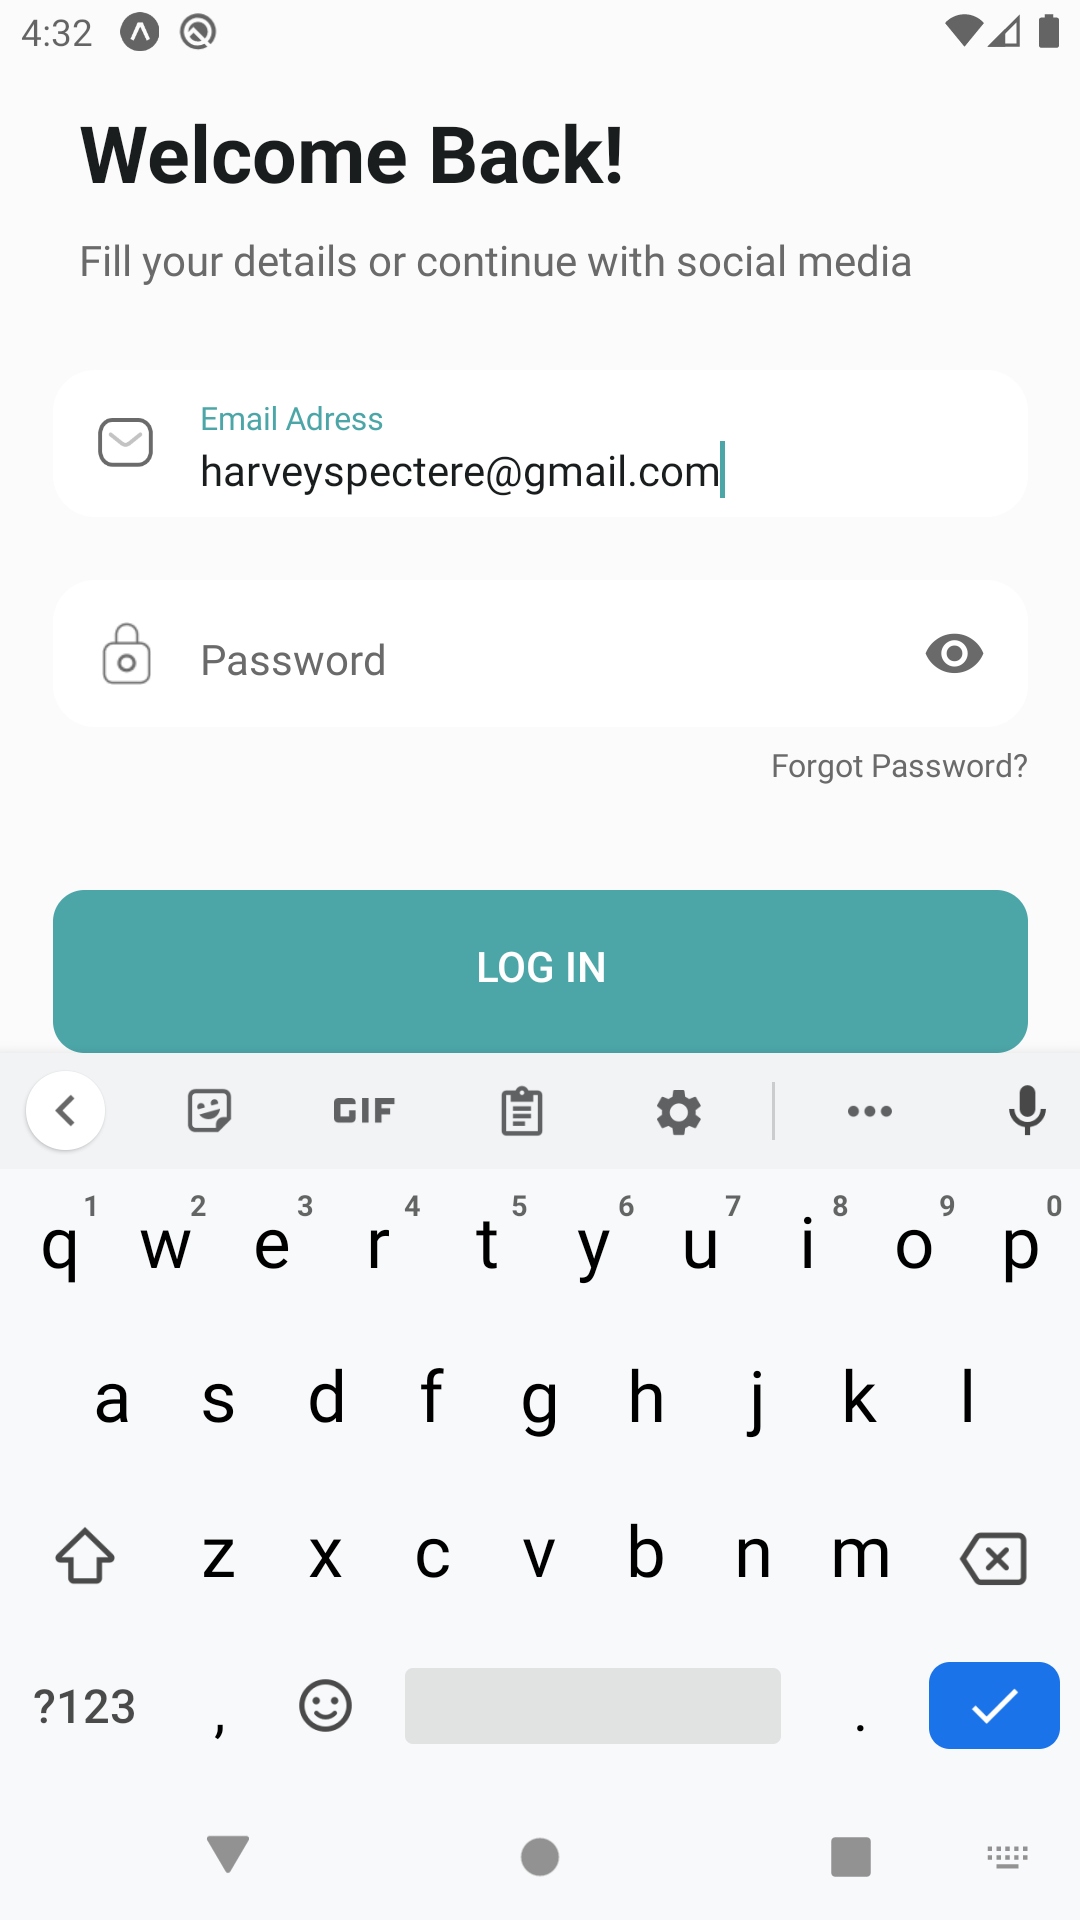 4:32
Welcome Back!
Fill your details or continue with social media
Email Adress
harveyspectere@gmail.com
Password
Forgot Password?
LOG IN
GIF
1 2 3 4 5 6 7 8 9 0
q w e r t y u i o p
a s d f g h j k l
z x c v b n m
?123 , .